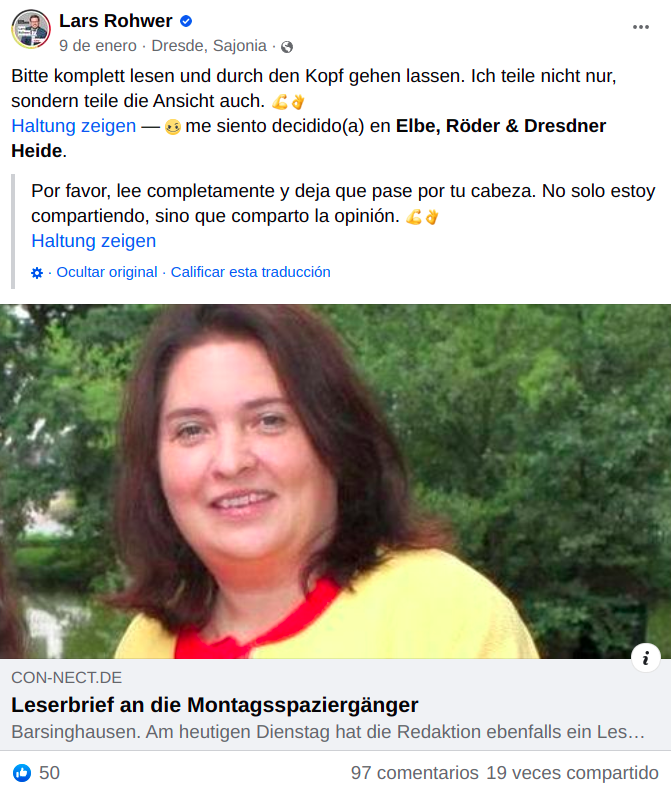 Lars Rohwer
9 de enero · Dresde, Sajonia ·
Bitte komplett lesen und durch den Kopf gehen lassen. Ich teile nicht nur,
sondern teile die Ansicht auch. 💪👌
Haltung zeigen — 😼 me siento decidido(a) en Elbe, Röder & Dresdner
Heide.
Por favor, lee completamente y deja que pase por tu cabeza. No solo estoy
compartiendo, sino que comparto la opinión. 💪👌
Haltung zeigen
· Ocultar original · Calificar esta traducción
CON-NECT.DE
Leserbrief an die Montagsspaziergänger
Barsinghausen. Am heutigen Dienstag hat die Redaktion ebenfalls ein Les…
50
97 comentarios 19 veces compartido